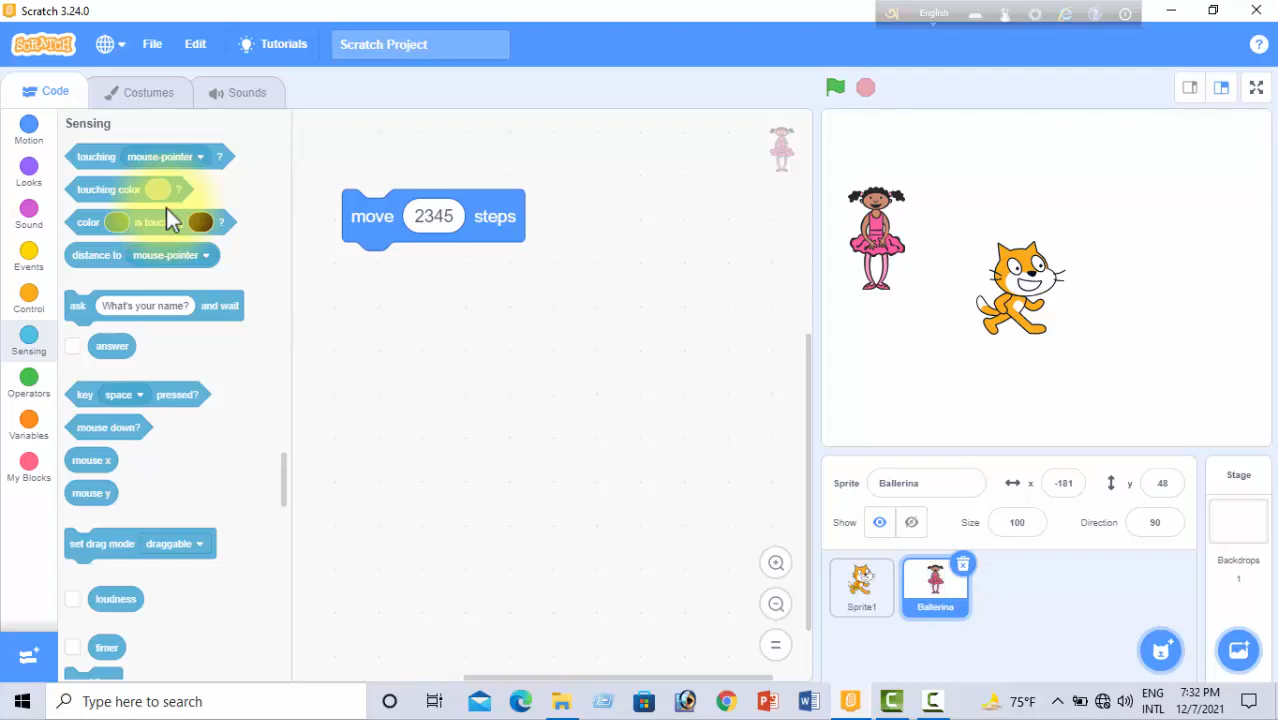 Scratch 3.24.0
English
SCRATCH
File
Edit
Tutorials
Scratch Project
?
Code
Costumes
Sounds
Motion
Looks
Sound
Events
Control
Sensing
Operators
Variables
My Blocks
Sensing
touching mouse-pointer ?
touching color ?
color is ?
distance to mouse-pointer
ask What's your name? and wait
answer
key space pressed?
mouse down?
mouse x
mouse y
set drag mode draggable
loudness
timer
move 2345 steps
Sprite Ballerina x -181 y 48
Show Size 100 Direction 90
Sprite1
Ballerina
Stage
Backdrops
1
Type here to search
75°F
ENG
INTL
7:32 PM
12/7/2021